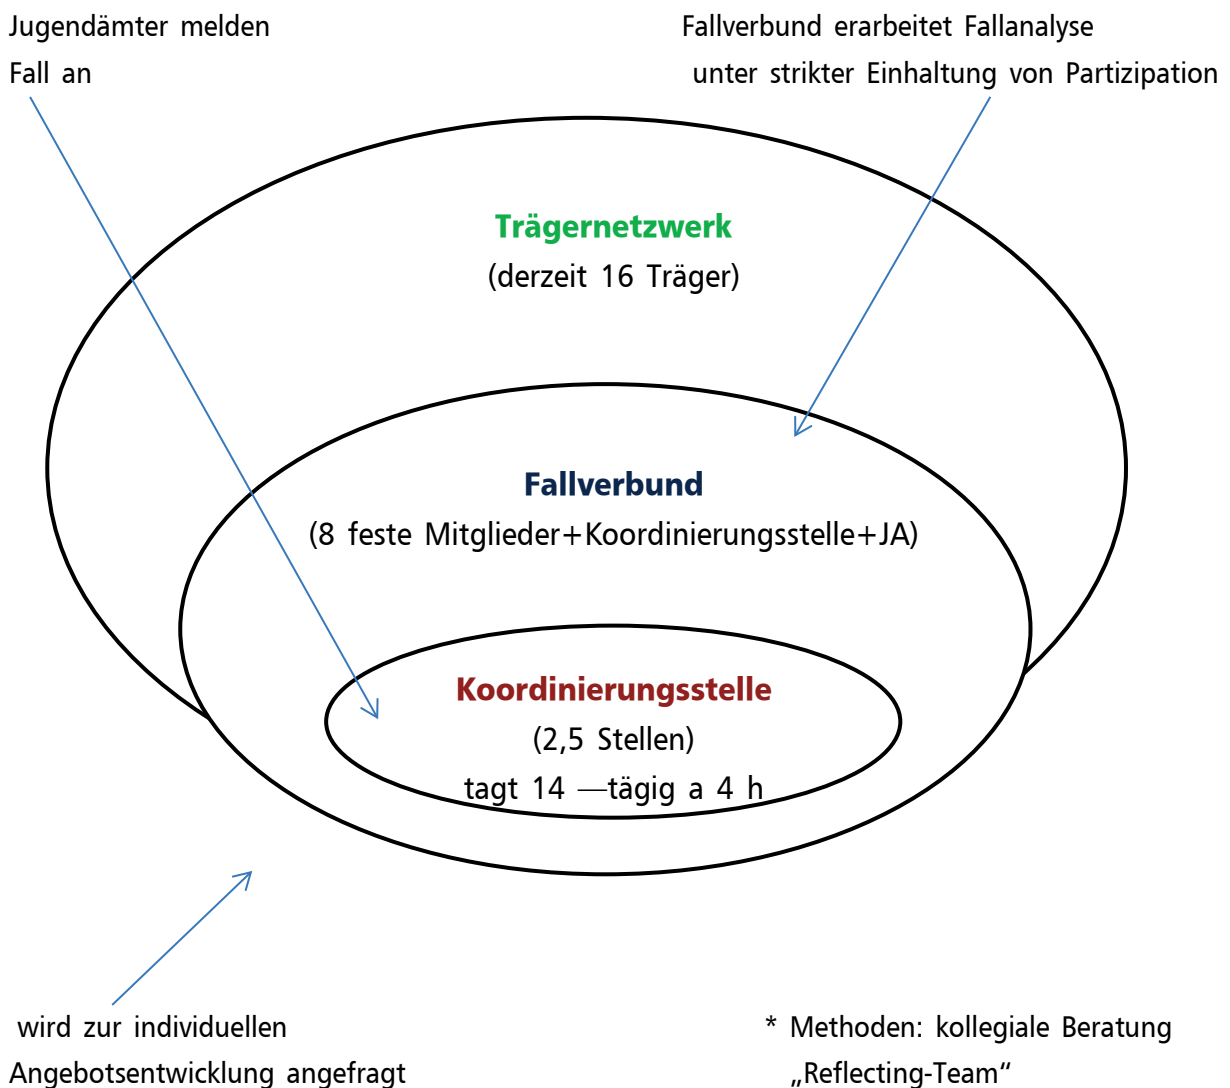 Jugendämter melden
Fall an
Fallverbund erarbeitet Fallanalyse
unter strikter Einhaltung von Partizipation
Trägernetzwerk
(derzeit 16 Träger)
Fallverbund
(8 feste Mitglieder+Koordinierungsstelle+JA)
Koordinierungsstelle
(2,5 Stellen)
tagt 14 —tägig a 4 h
wird zur individuellen
Angebotsentwicklung angefragt
* Methoden: kollegiale Beratung
„Reflecting-Team“